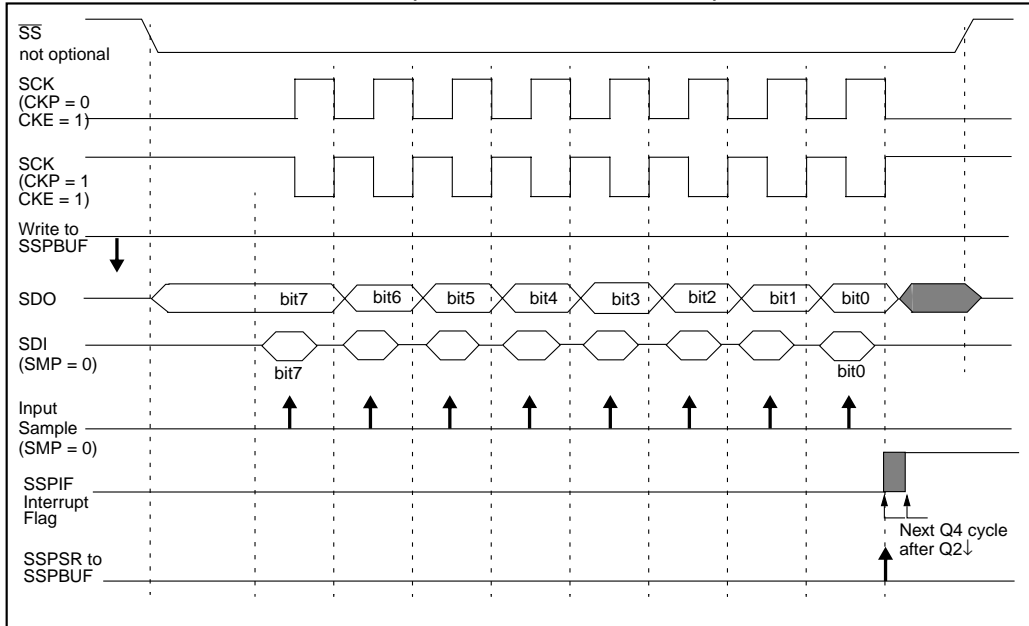 SS
not optional
SCK
(CKP = 0
CKE = 1)
SCK
(CKP = 1
CKE = 1)
Write to
SSPBUF
SDO
bit7 bit6 bit5 bit4 bit3 bit2 bit1 bit0
SDI
(SMP = 0)
bit7 bit0
Input
Sample
(SMP = 0)
SSPIF
Interrupt
Flag
Next Q4 cycle
after Q2↓
SSPSR to
SSPBUF